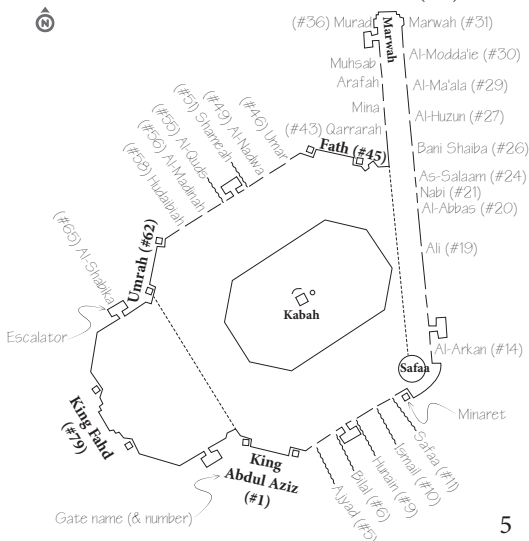 N
(#36) Murad
Marwah
Marwah (#31)
Al-Modda'ie (#30)
Muhsab
Arafah
Al-Ma'ala (#29)
Mina
Al-Huzun (#27)
(#43) Qarrarah
Fath (#45)
Bani Shaiba (#26)
As-Salaam (#24)
Nabi (#21)
Al-Abbas (#20)
Ali (#19)
(#46) Umar
(#49) Al-Nadwa
(#51) Shameah
(#55) Al-Quds
(#56) Al-Madinah
(#58) Hudaibiah
Umrah (#62)
(#65) Al-Shabika
Escalator
Kabah
Al-Arkan (#14)
Safaa
Minaret
King Fahd
(#79)
King
Abdul Aziz
(#1)
Safaa (#11)
Ismail (#10)
Hunain (#9)
Bilal (#6)
Ajyad (#5)
Gate name (& number)
5